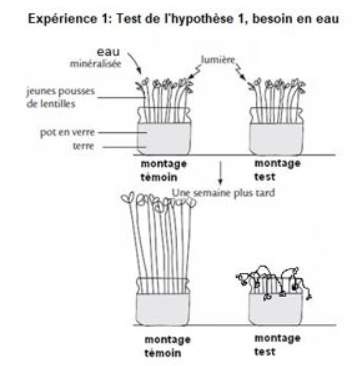 Expérience 1: Test de l'hypothèse 1, besoin en eau
eau
minéralisée
lumière
jeunes pousses
de lentilles
pot en verre
terre
montage
témoin
montage
test
Une semaine plus tard
montage
témoin
montage
test